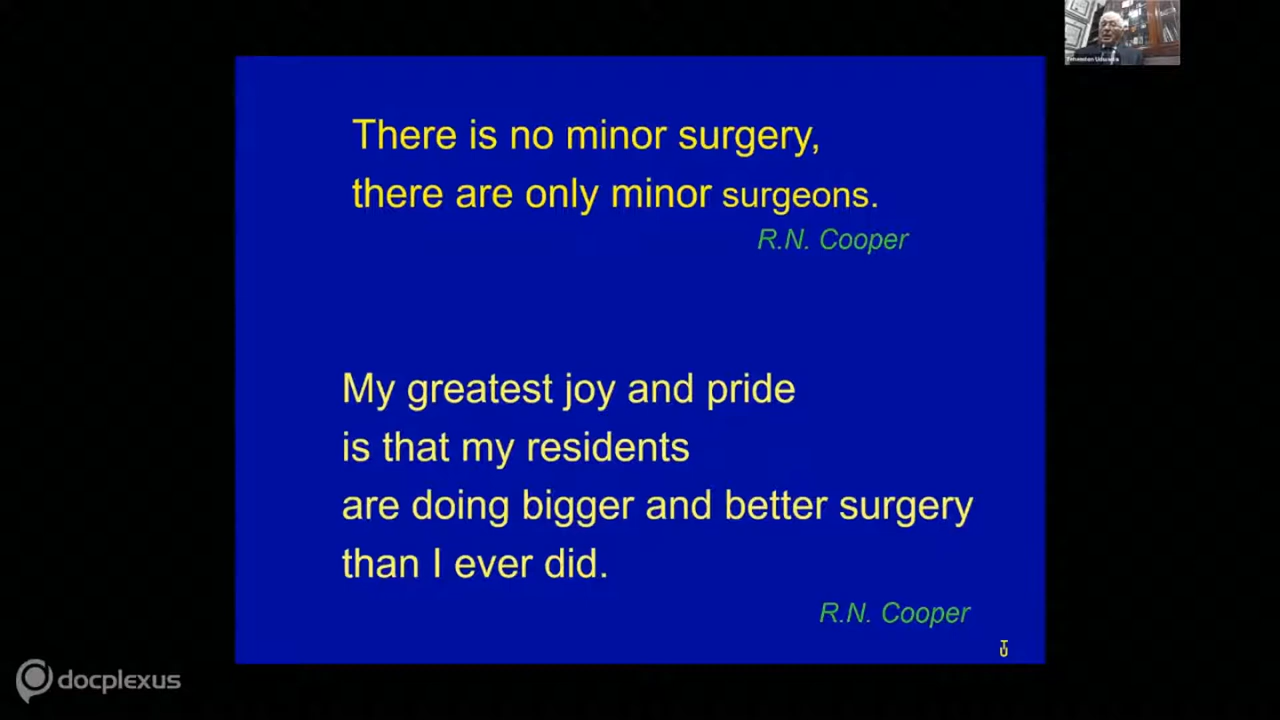 There is no minor surgery,
there are only minor surgeons.
R.N. Cooper
My greatest joy and pride
is that my residents
are doing bigger and better surgery
than I ever did.
R.N. Cooper
TU
docplexus